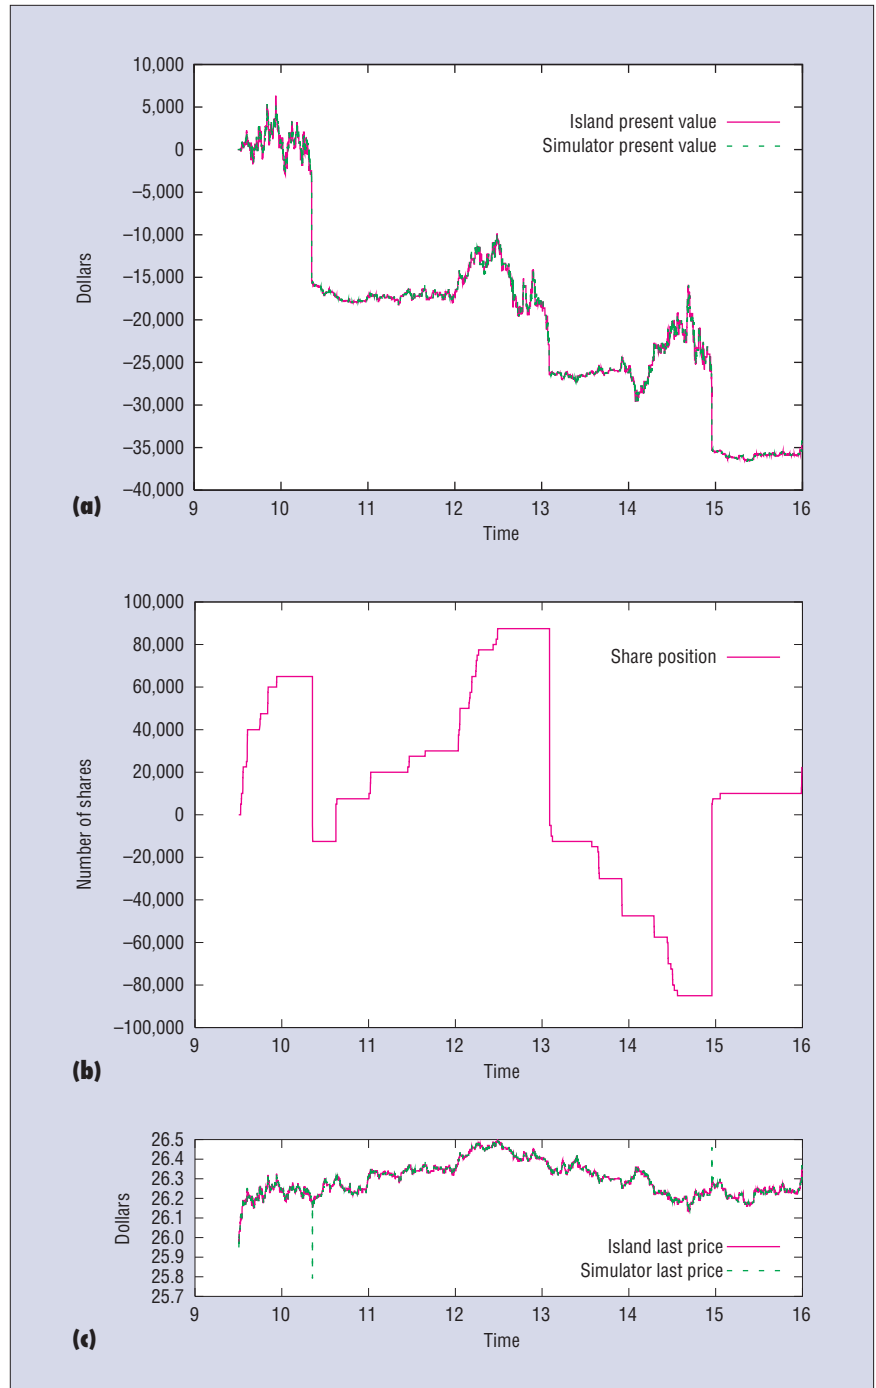 10,000
5,000
0
–5,000
–10,000
–15,000
–20,000
–25,000
–30,000
–35,000
–40,000
Dollars
Island present value
Simulator present value
9 10 11 12 13 14 15 16
Time
(a)
100,000
80,000
60,000
40,000
20,000
0
–20,000
–40,000
–60,000
–80,000
–100,000
Number of shares
Share position
9 10 11 12 13 14 15 16
Time
(b)
26.5
26.4
26.3
26.2
26.1
26.0
25.9
25.8
25.7
Dollars
Island last price
Simulator last price
9 10 11 12 13 14 15 16
Time
(c)